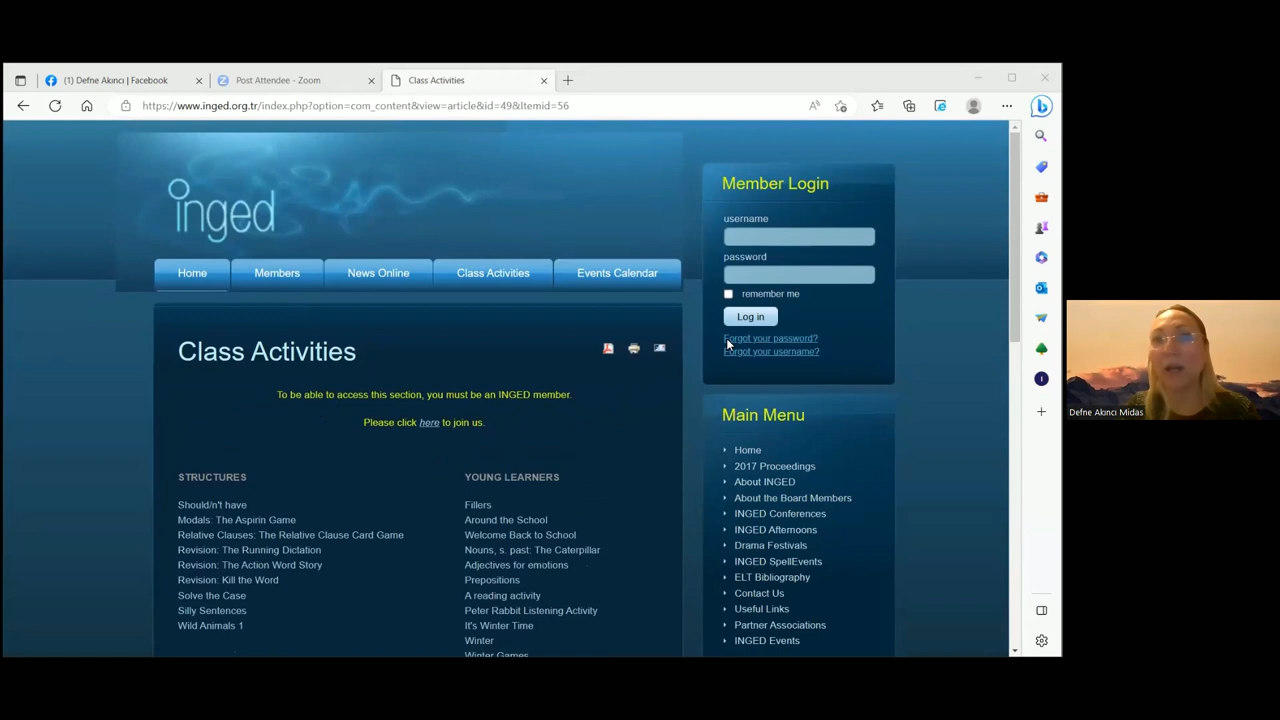 (1) Defne Akıncı | Facebook
Post Attendee - Zoom
Class Activities
https://www.inged.org.tr/index.php?option=com_content&view=article&id=49&Itemid=56
inged
Home
Members
News Online
Class Activities
Events Calendar
Class Activities
To be able to access this section, you must be an INGED member.
Please click here to join us.
STRUCTURES
Should/n't have
Modals: The Aspirin Game
Relative Clauses: The Relative Clause Card Game
Revision: The Running Dictation
Revision: The Action Word Story
Revision: Kill the Word
Solve the Case
Silly Sentences
Wild Animals 1
YOUNG LEARNERS
Fillers
Around the School
Welcome Back to School
Nouns, s. past: The Caterpillar
Adjectives for emotions
Prepositions
A reading activity
Peter Rabbit Listening Activity
It's Winter Time
Winter
Winter Games
Member Login
username
password
remember me
Log in
Forgot your password?
Forgot your username?
Main Menu
Home
2017 Proceedings
About INGED
About the Board Members
INGED Conferences
INGED Afternoons
Drama Festivals
INGED SpellEvents
ELT Bibliography
Contact Us
Useful Links
Partner Associations
INGED Events
Defne Akıncı Midas